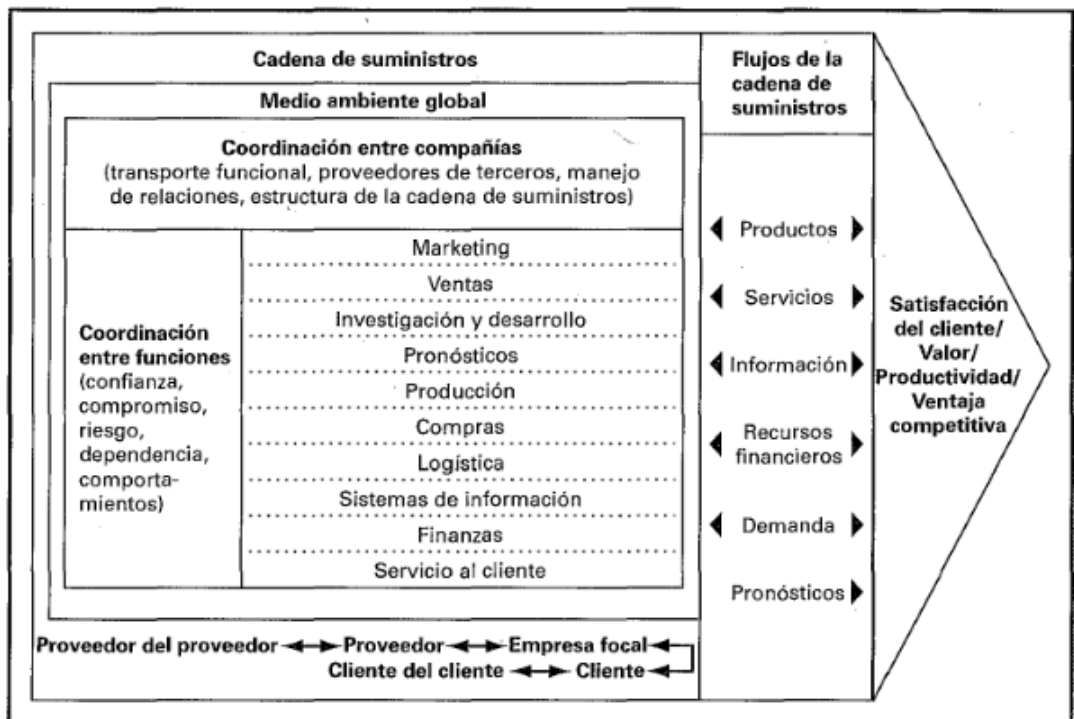 Cadena de suministros
Medio ambiente global
Coordinación entre compañías
(transporte funcional, proveedores de terceros, manejo
de relaciones, estructura de la cadena de suministros)
Coordinación
entre funciones
(confianza,
compromiso,
riesgo,
dependencia,
comporta-
mientos)
Marketing
Ventas
Investigación y desarrollo
Pronósticos
Producción
Compras
Logística
Sistemas de información
Finanzas
Servicio al cliente
Proveedor del proveedor Proveedor Empresa focal
Cliente del cliente Cliente
Flujos de la
cadena de
suministros
Productos
Servicios
Información
Recursos
financieros
Demanda
Pronósticos
Satisfacción
del cliente/
Valor/
Productividad/
Ventaja
competitiva